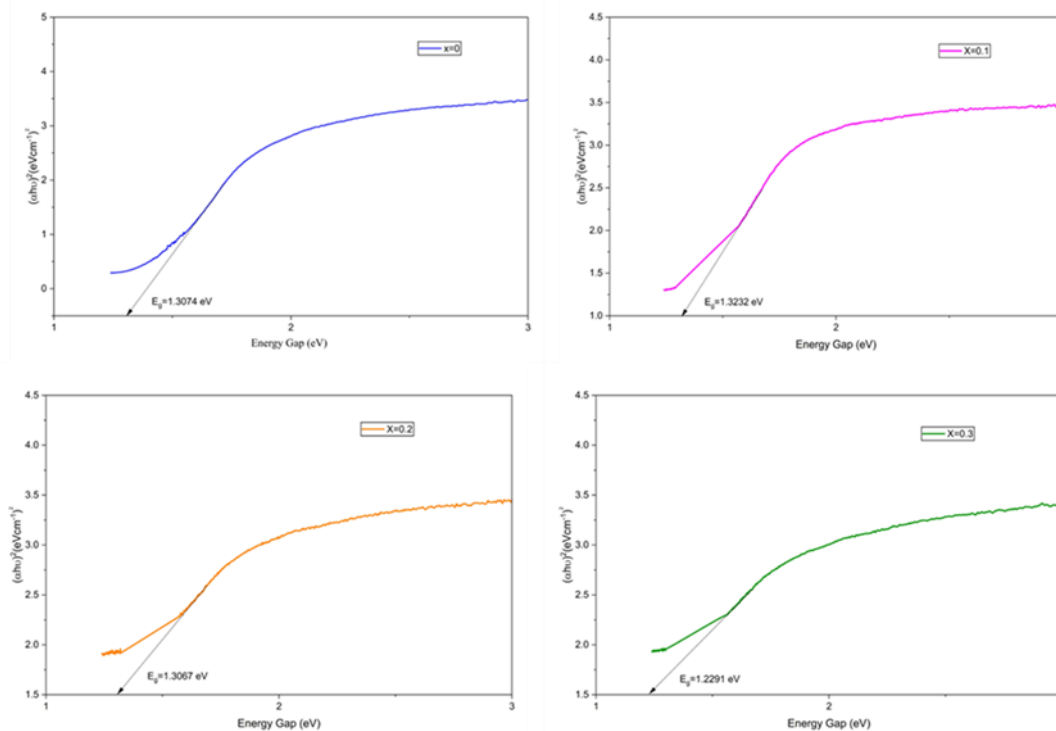 x=0
5
4
3
2
1
0
(αhυ)²(eVcm⁻¹)²
E_g=1.3074 eV
1
2
3
Energy Gap (eV)
X=0.1
4.5
4.0
3.5
3.0
2.5
2.0
1.5
1.0
(αhυ)²(eVcm⁻¹)²
E_g=1.3232 eV
1
2
Energy Gap (eV)
X=0.2
4.5
4.0
3.5
3.0
2.5
2.0
1.5
(αhυ)²(eVcm⁻¹)²
E_g=1.3067 eV
1
2
3
Energy Gap (eV)
X=0.3
4.5
4.0
3.5
3.0
2.5
2.0
1.5
(αhυ)²(eVcm⁻¹)²
E_g=1.2291 eV
1
2
Energy Gap (eV)